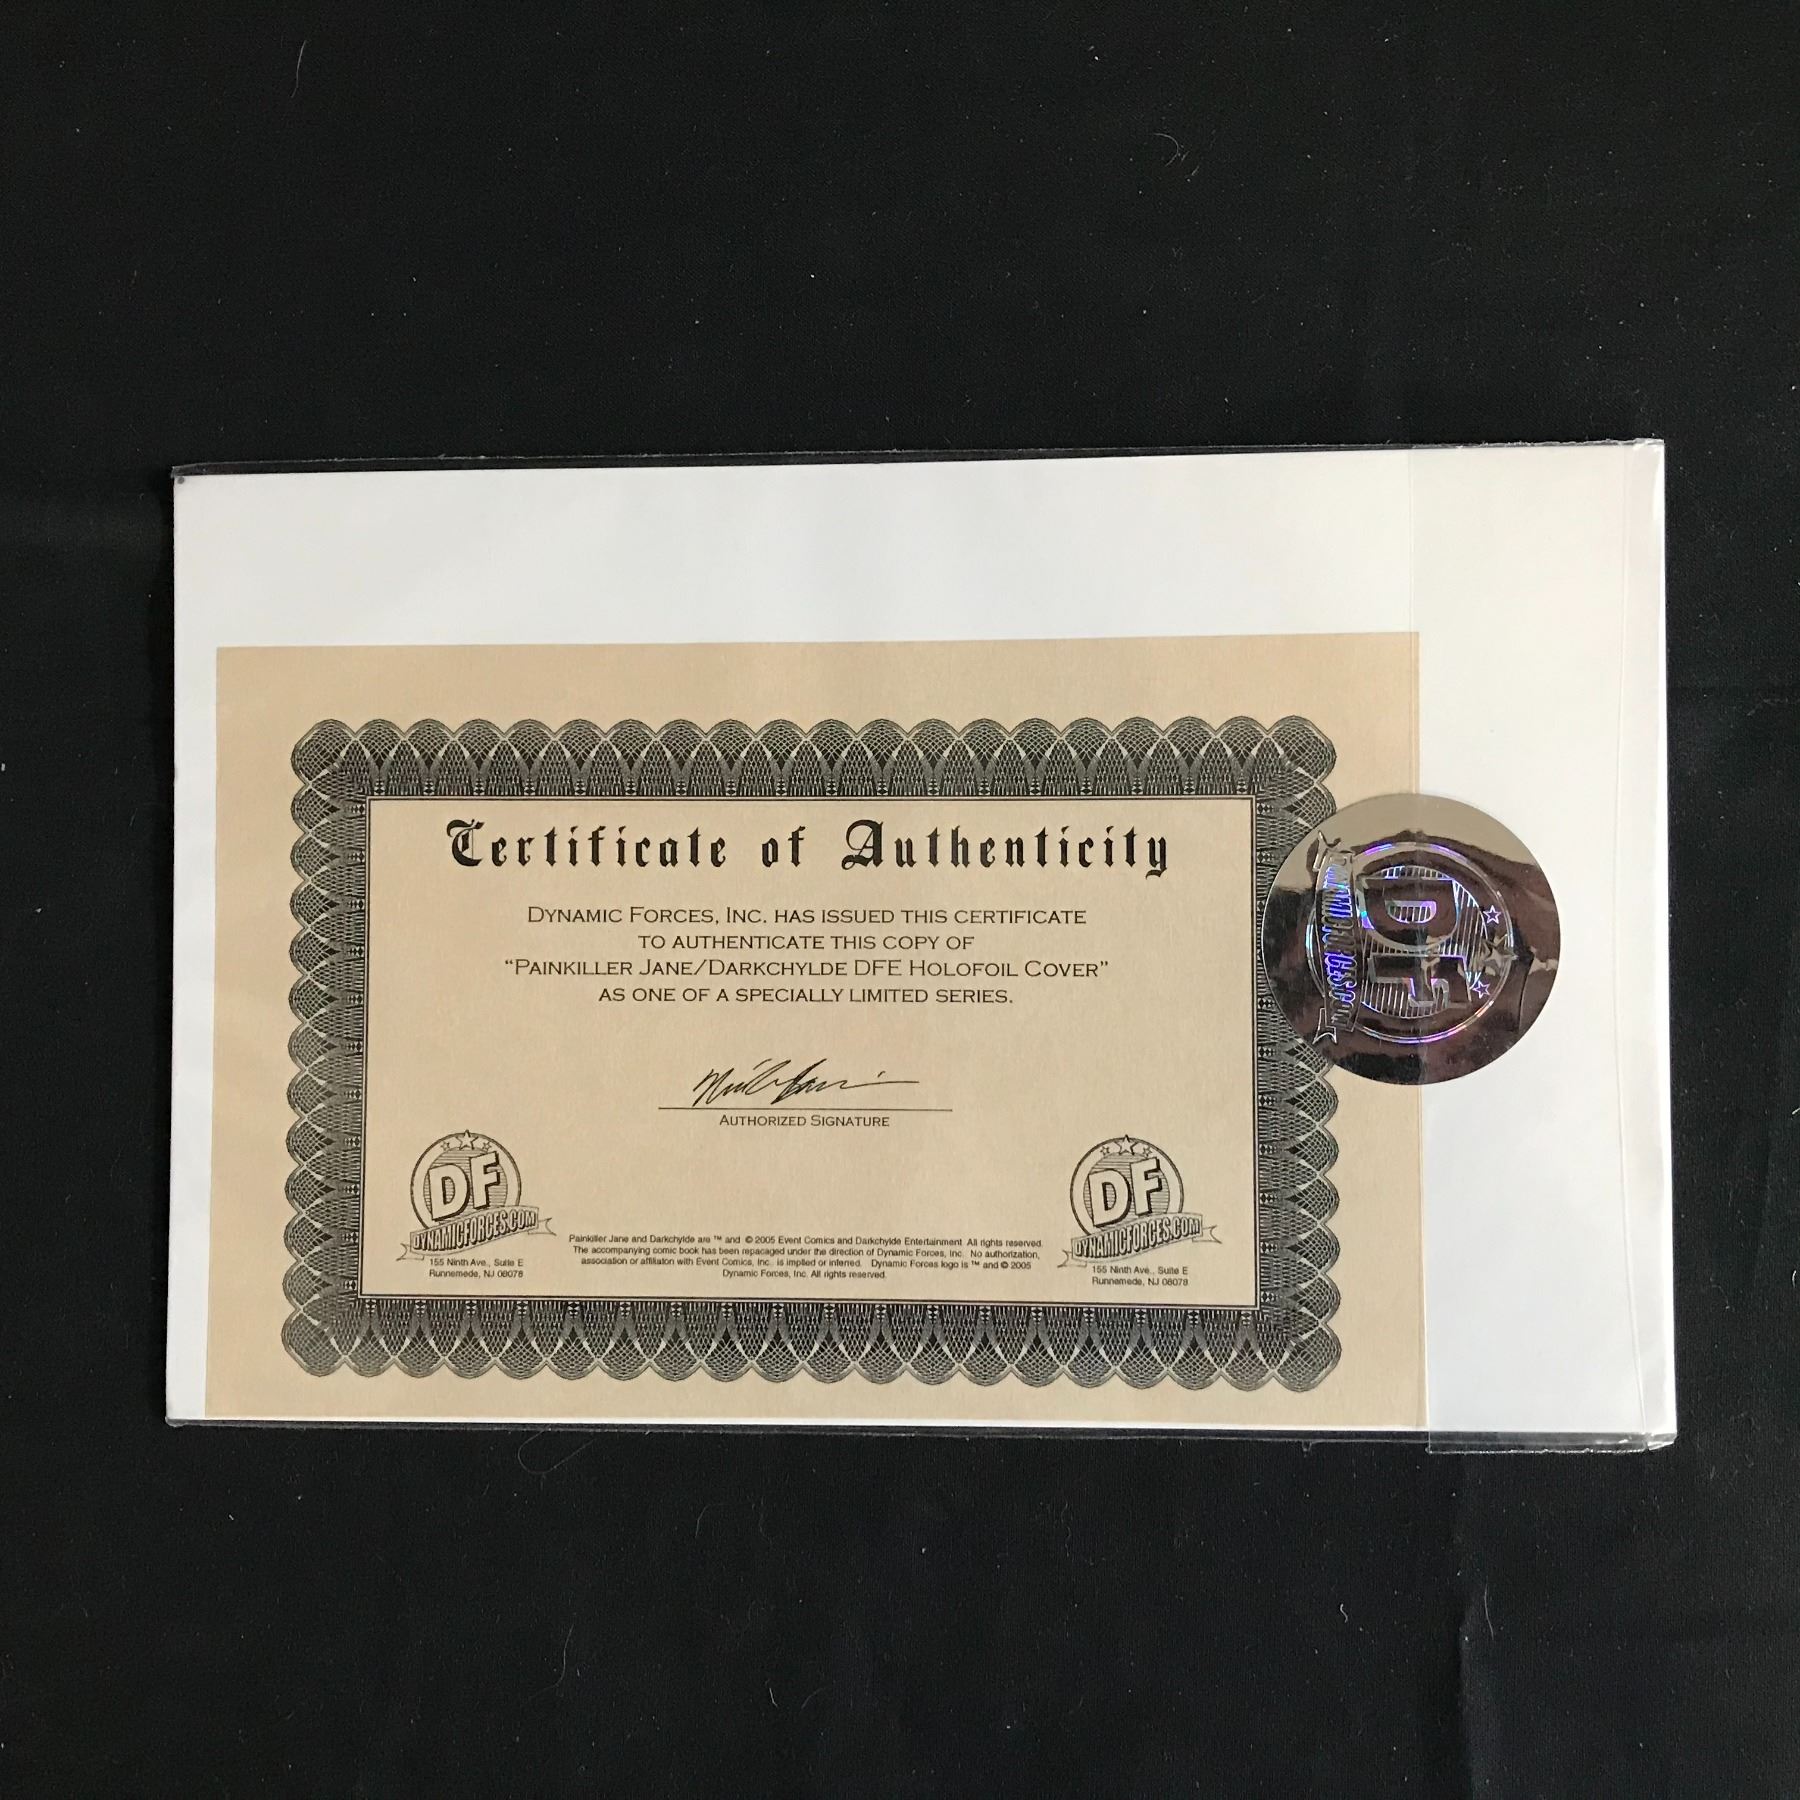 Certificate of Authenticity
DYNAMIC FORCES, INC. HAS ISSUED THIS CERTIFICATE
TO AUTHENTICATE THIS COPY OF
“PAINKILLER JANE/DARKCHYLDE DFE HOLOFOIL COVER”
AS ONE OF A SPECIALLY LIMITED SERIES.
AUTHORIZED SIGNATURE
DF
DYNAMICFORCES.COM
155 Ninth Ave., Suite E
Runnemede, NJ 08078
Painkiller Jane and Darkchylde are ™ and © 2005 Event Comics and Darkchylde Entertainment. All rights reserved.
The accompanying comic book has been repacaged under the direction of Dynamic Forces, Inc. No authorization,
association or affiliaton with Event Comics, Inc. is implied or inferred. Dynamic Forces logo is ™ and © 2005
Dynamic Forces, Inc. All rights reserved.
DF
DYNAMICFORCES.COM
155 Ninth Ave., Suite E
Runnemede, NJ 08078
DF